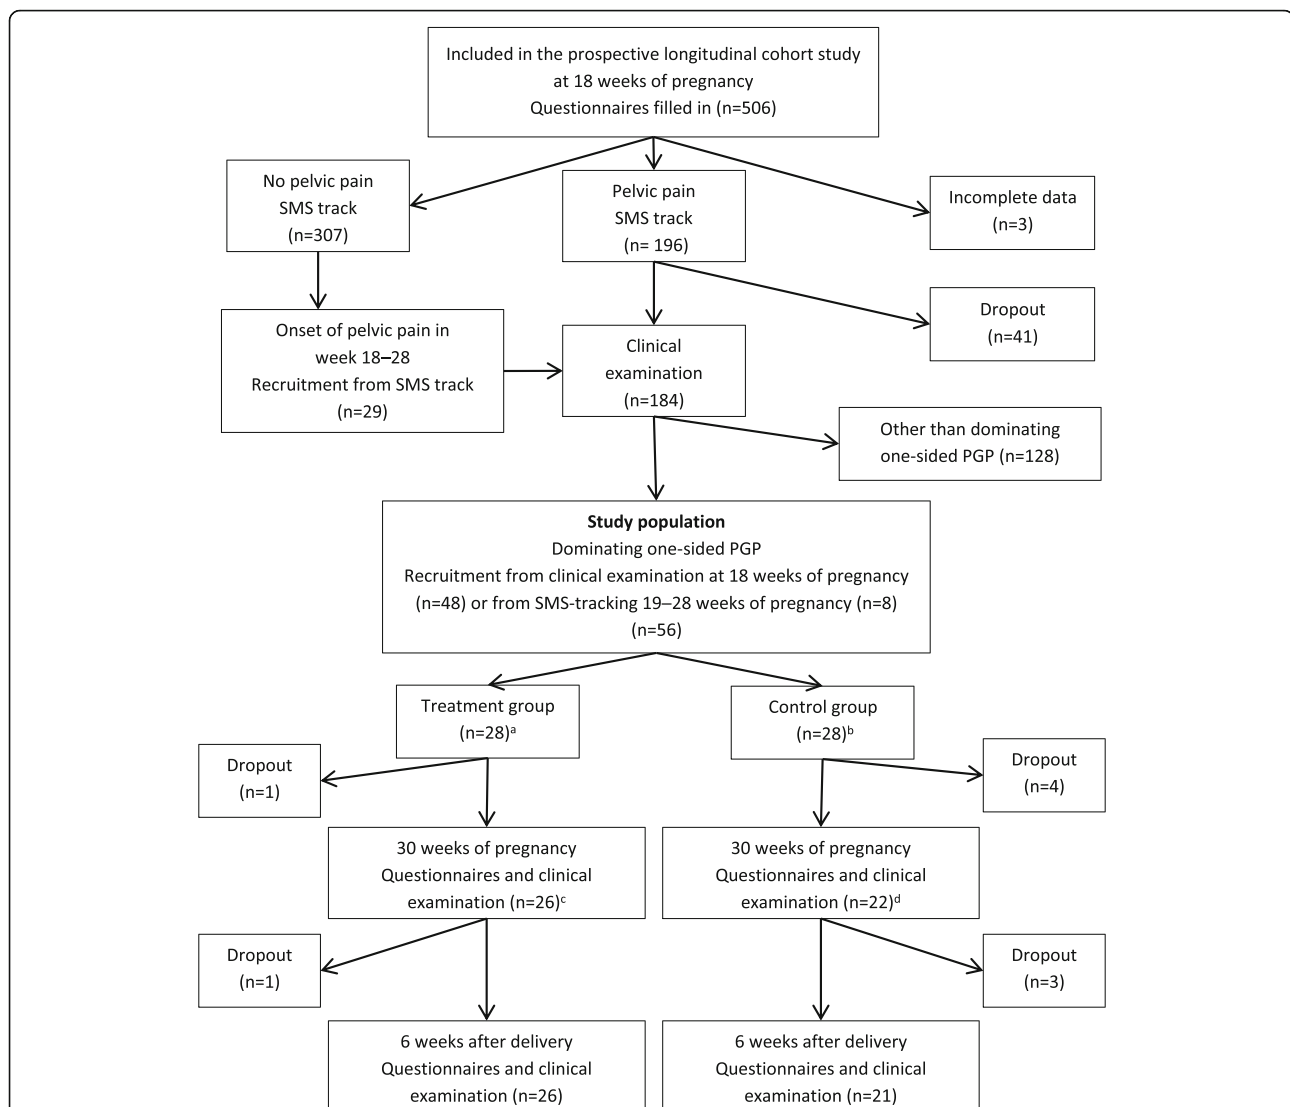 Included in the prospective longitudinal cohort study
at 18 weeks of pregnancy
Questionnaires filled in (n=506)
No pelvic pain
SMS track
(n=307)
Pelvic pain
SMS track
(n= 196)
Incomplete data
(n=3)
Dropout
(n=41)
Onset of pelvic pain in
week 18–28
Recruitment from SMS track
(n=29)
Clinical
examination
(n=184)
Other than dominating
one-sided PGP (n=128)
Study population
Dominating one-sided PGP
Recruitment from clinical examination at 18 weeks of pregnancy
(n=48) or from SMS-tracking 19–28 weeks of pregnancy (n=8)
(n=56)
Treatment group
(n=28)ᵃ
Control group
(n=28)ᵇ
Dropout
(n=1)
Dropout
(n=4)
30 weeks of pregnancy
Questionnaires and clinical
examination (n=26)ᶜ
30 weeks of pregnancy
Questionnaires and clinical
examination (n=22)ᵈ
Dropout
(n=1)
Dropout
(n=3)
6 weeks after delivery
Questionnaires and clinical
examination (n=26)
6 weeks after delivery
Questionnaires and clinical
examination (n=21)